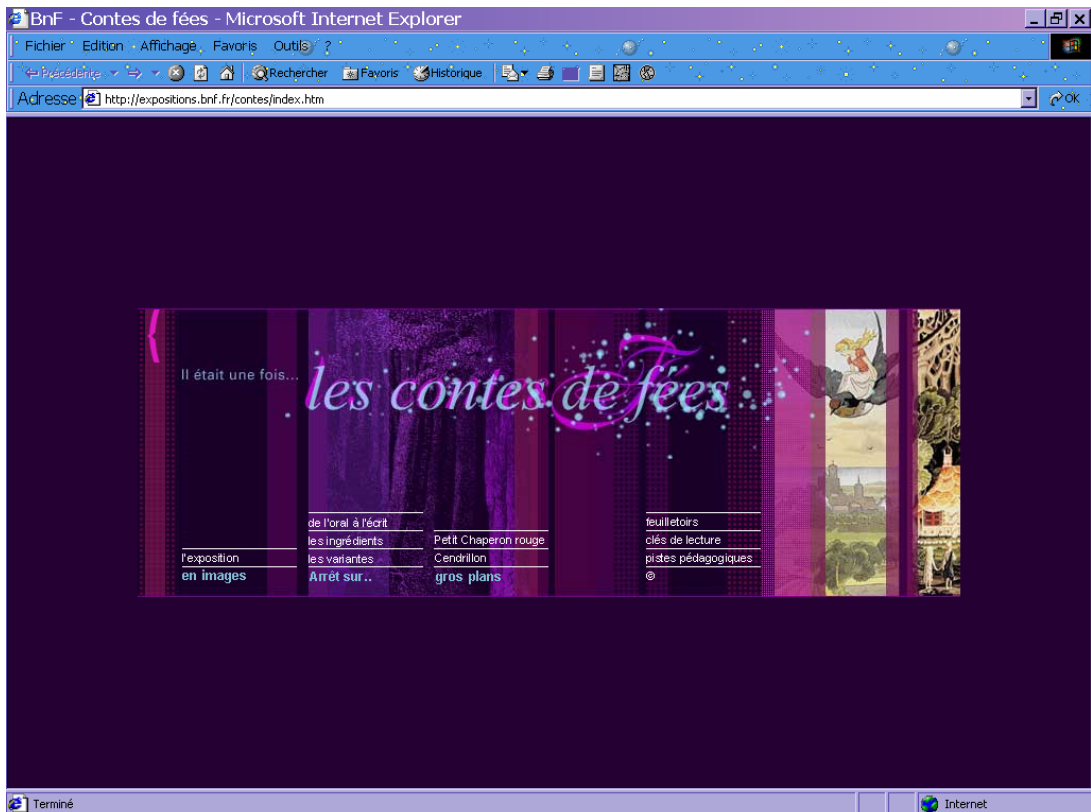 BnF - Contes de fées - Microsoft Internet Explorer
Fichier Edition Affichage Favoris Outils ?
Précédente Rechercher Favoris Historique
Adresse http://expositions.bnf.fr/contes/index.htm OK
Il était une fois...
les contes de fées
de l'oral à l'écrit
les ingrédients
les variantes
Arrêt sur..
Petit Chaperon rouge
Cendrillon
gros plans
l'exposition
en images
feuilletoirs
clés de lecture
pistes pédagogiques
©
Terminé Internet